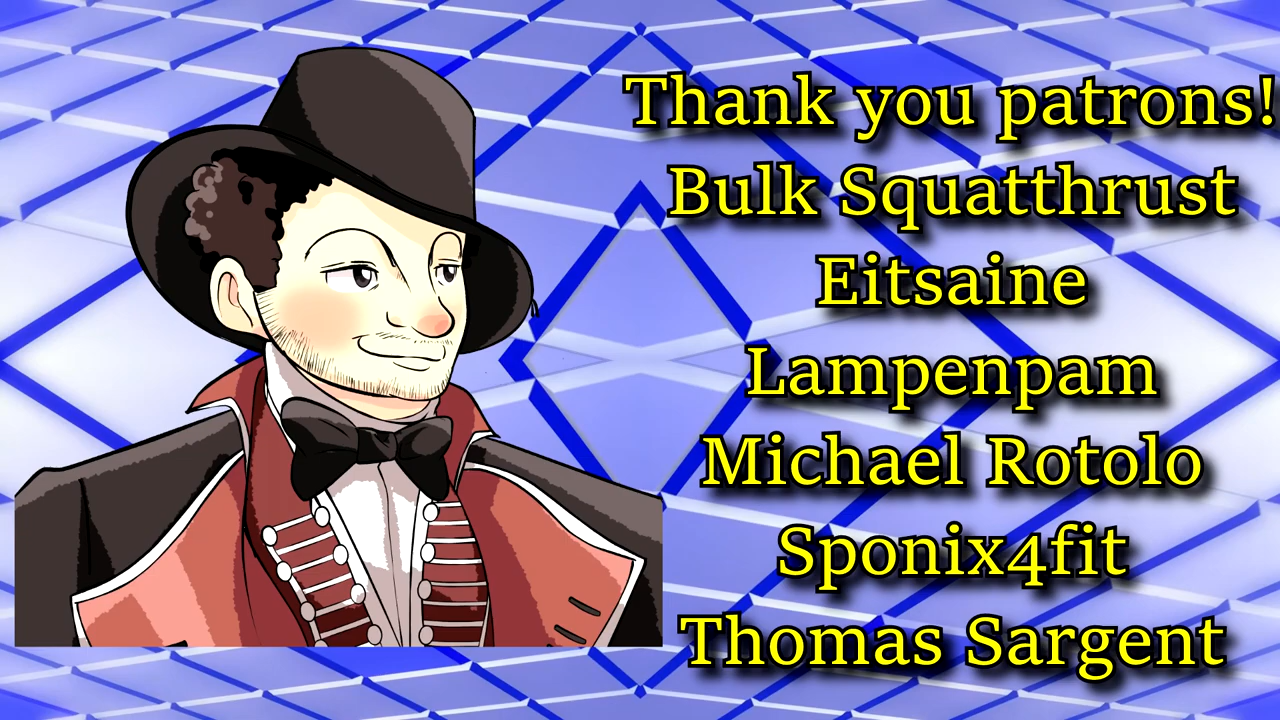 Thank you patrons!
Bulk Squatthrust
Eitsaine
Lampenpam
Michael Rotolo
Sponix4fit
Thomas Sargent